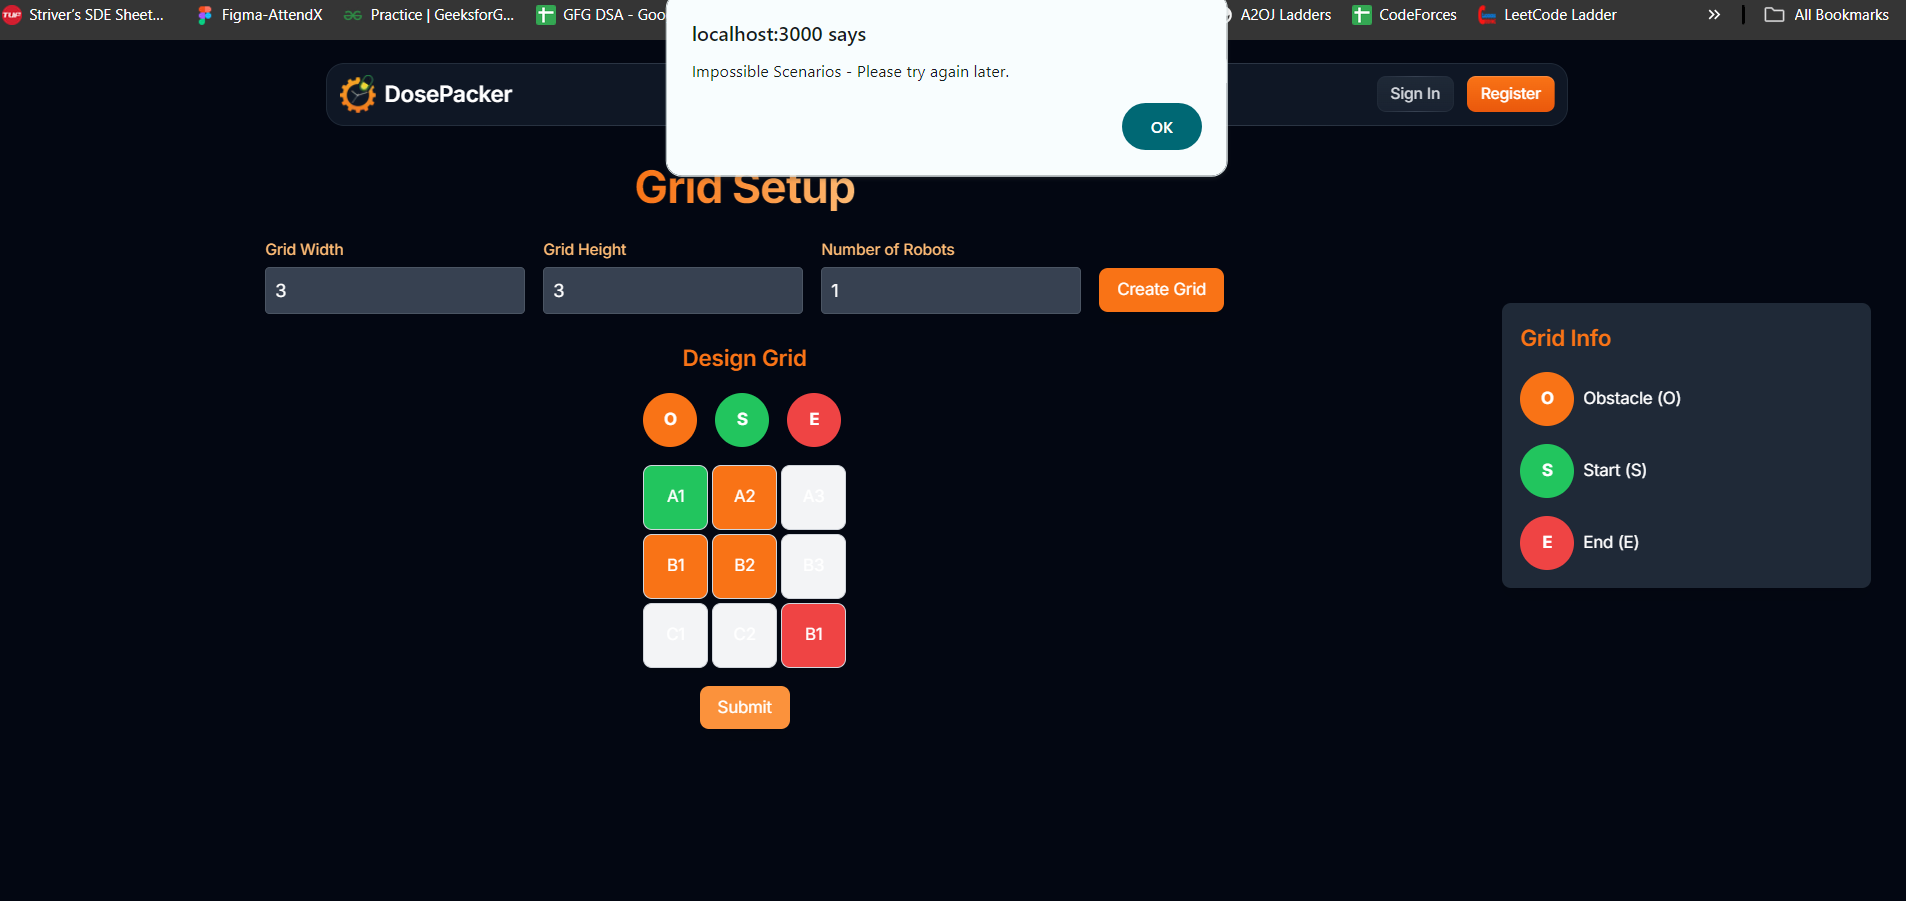 Striver's SDE Sheet...
Figma-AttendX
Practice | GeeksforG...
GFG DSA - Goo
A2OJ Ladders
CodeForces
LeetCode Ladder
All Bookmarks
localhost:3000 says
Impossible Scenarios - Please try again later.
OK
DosePacker
Sign In
Register
Grid Setup
Grid Width
Grid Height
Number of Robots
3
3
1
Create Grid
Design Grid
O S E
A1 A2 A3
B1 B2 B3
C1 C2 B1
Submit
Grid Info
O Obstacle (O)
S Start (S)
E End (E)